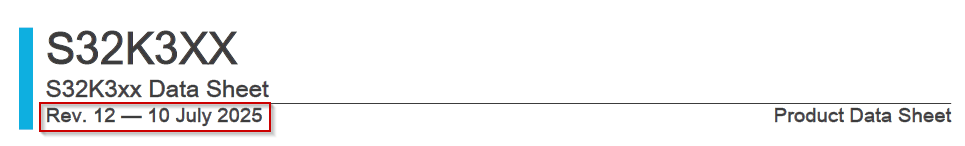 S32K3XX
S32K3xx Data Sheet
Rev. 12 — 10 July 2025
Product Data Sheet